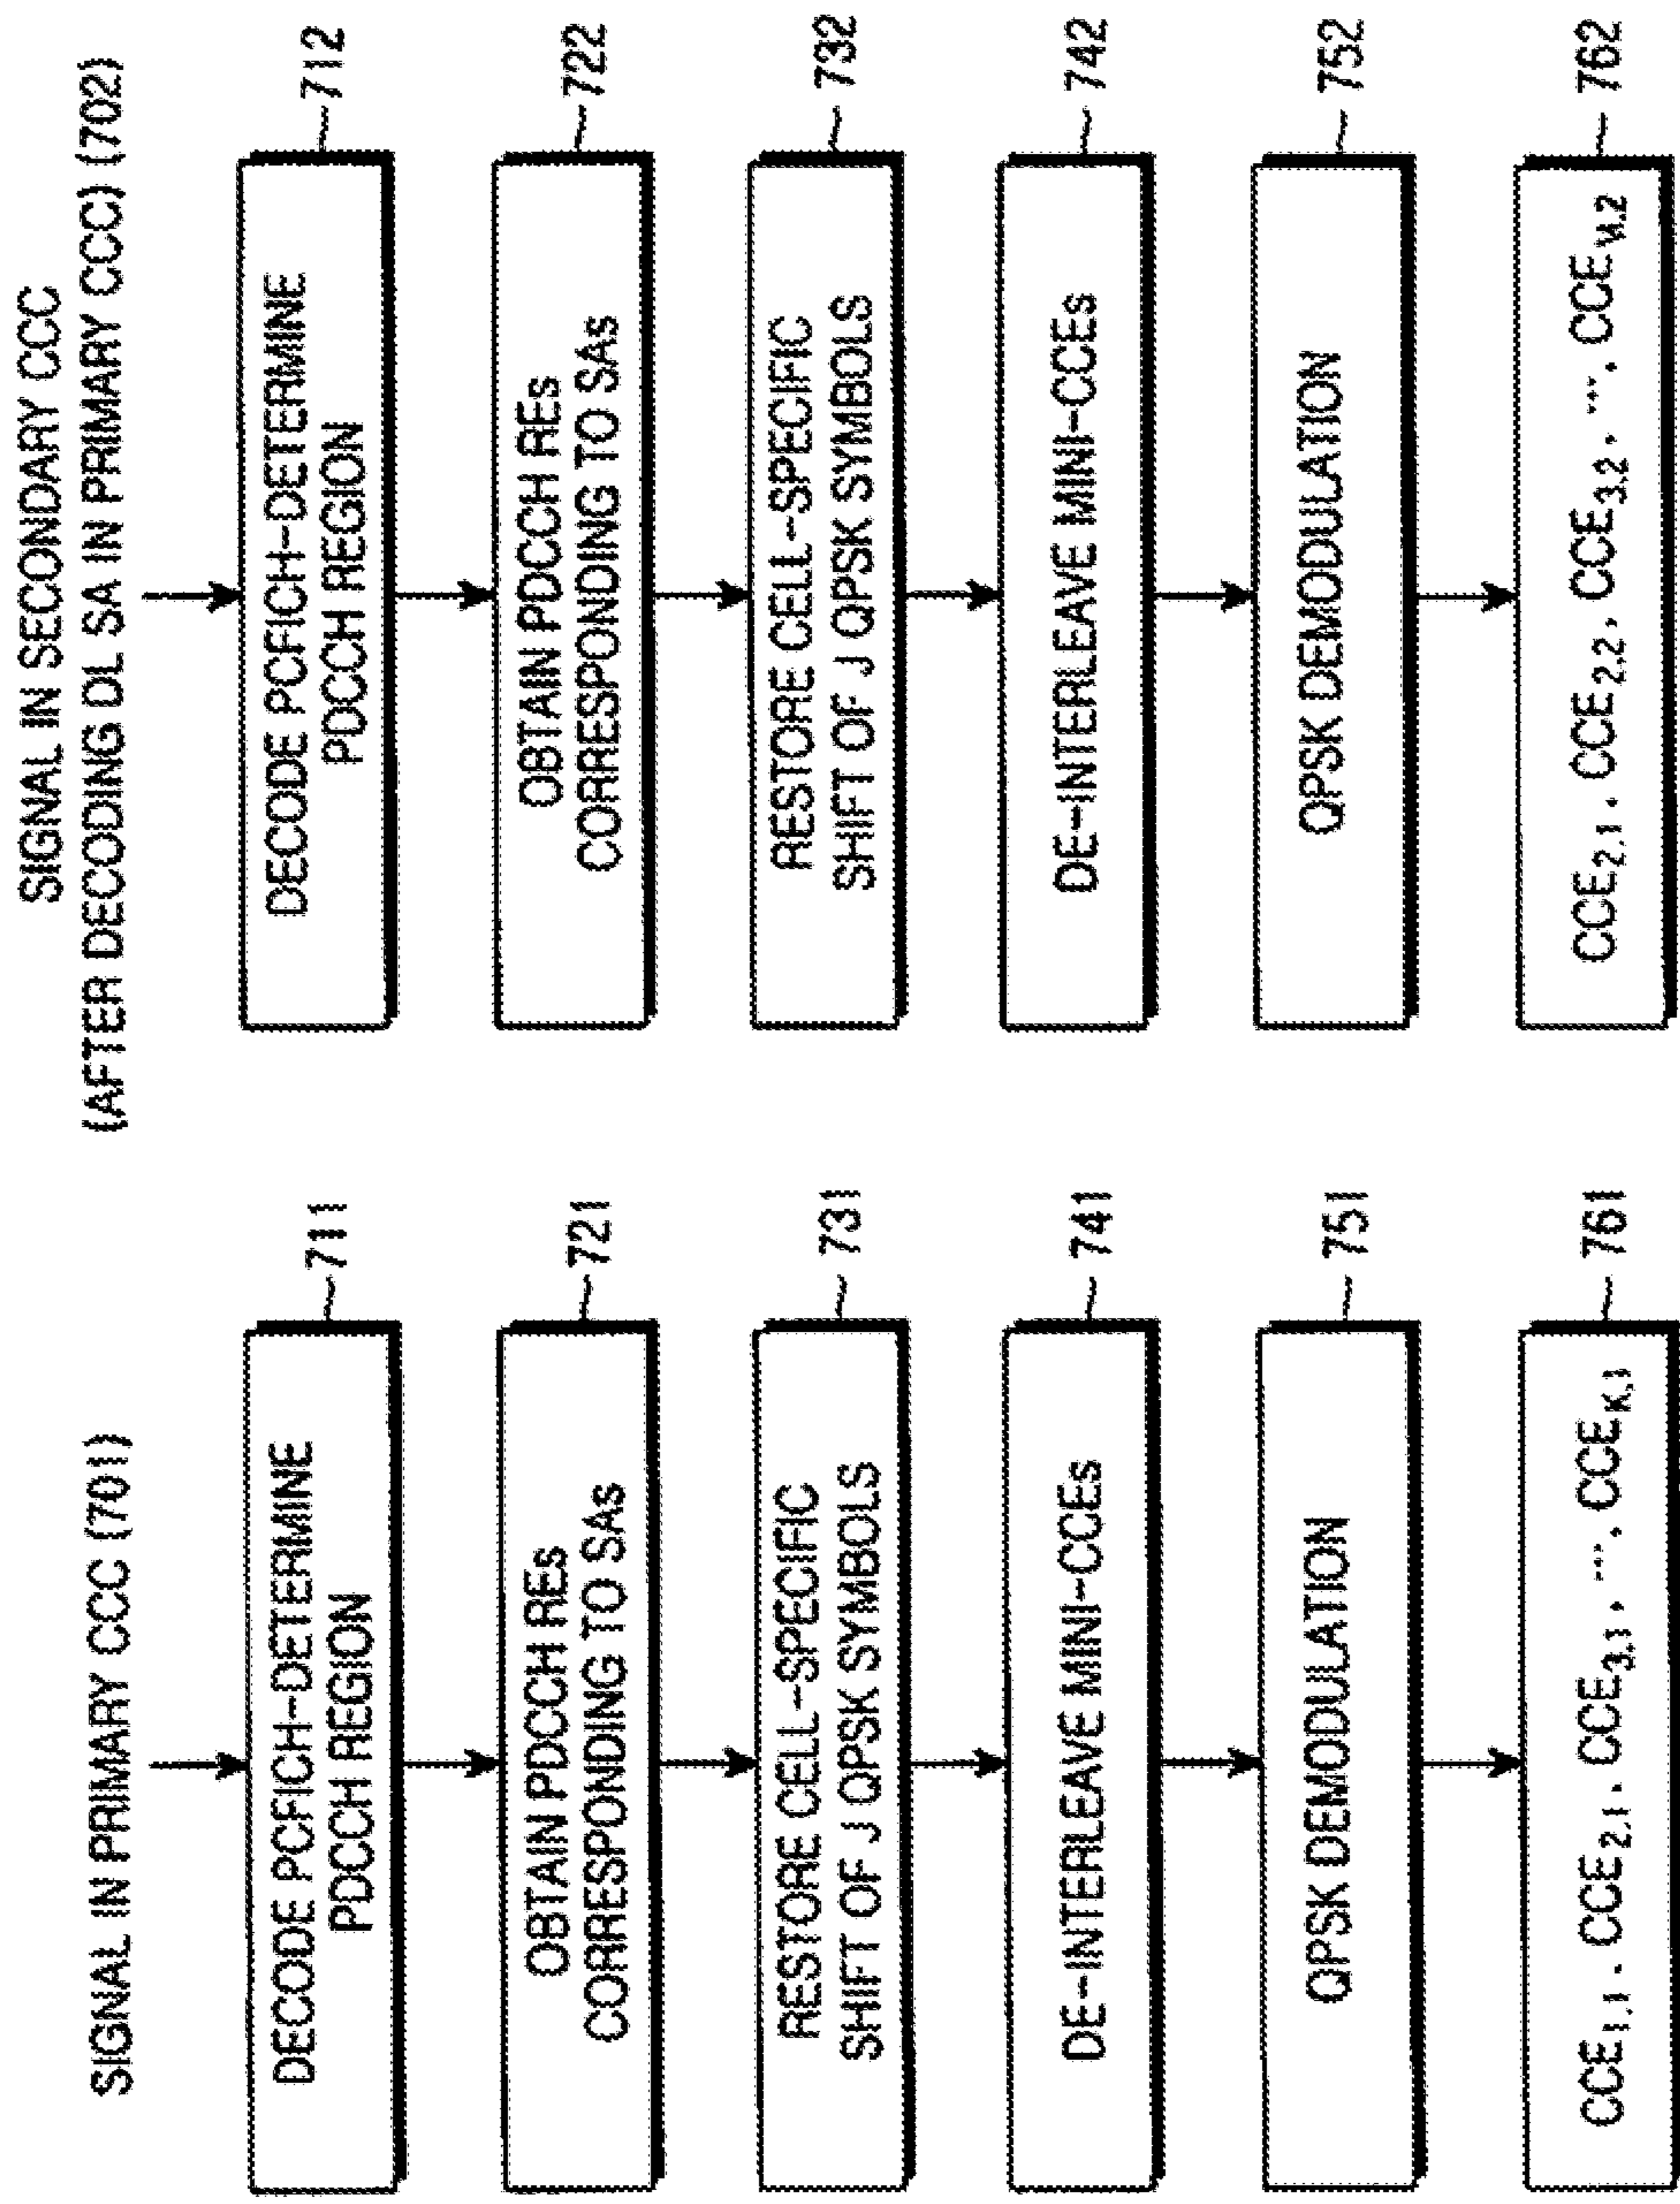 SIGNAL IN PRIMARY CCC (701)
DECODE PCFICH-DETERMINE
PDCCH REGION
711
OBTAIN PDCCH REs
CORRESPONDING TO SAs
721
RESTORE CELL-SPECIFIC
SHIFT OF J QPSK SYMBOLS
731
DE-INTERLEAVE MINI-CCEs
741
QPSK DEMODULATION
751
CCE1,1, CCE2,1, CCE3,1, ..., CCEK,1
761
SIGNAL IN SECONDARY CCC
(AFTER DECODING DL SA IN PRIMARY CCC) (702)
DECODE PCFICH-DETERMINE
PDCCH REGION
712
OBTAIN PDCCH REs
CORRESPONDING TO SAs
722
RESTORE CELL-SPECIFIC
SHIFT OF J QPSK SYMBOLS
732
DE-INTERLEAVE MINI-CCEs
742
QPSK DEMODULATION
752
CCE2,1, CCE2,2, CCE3,2, ..., CCEM,2
762